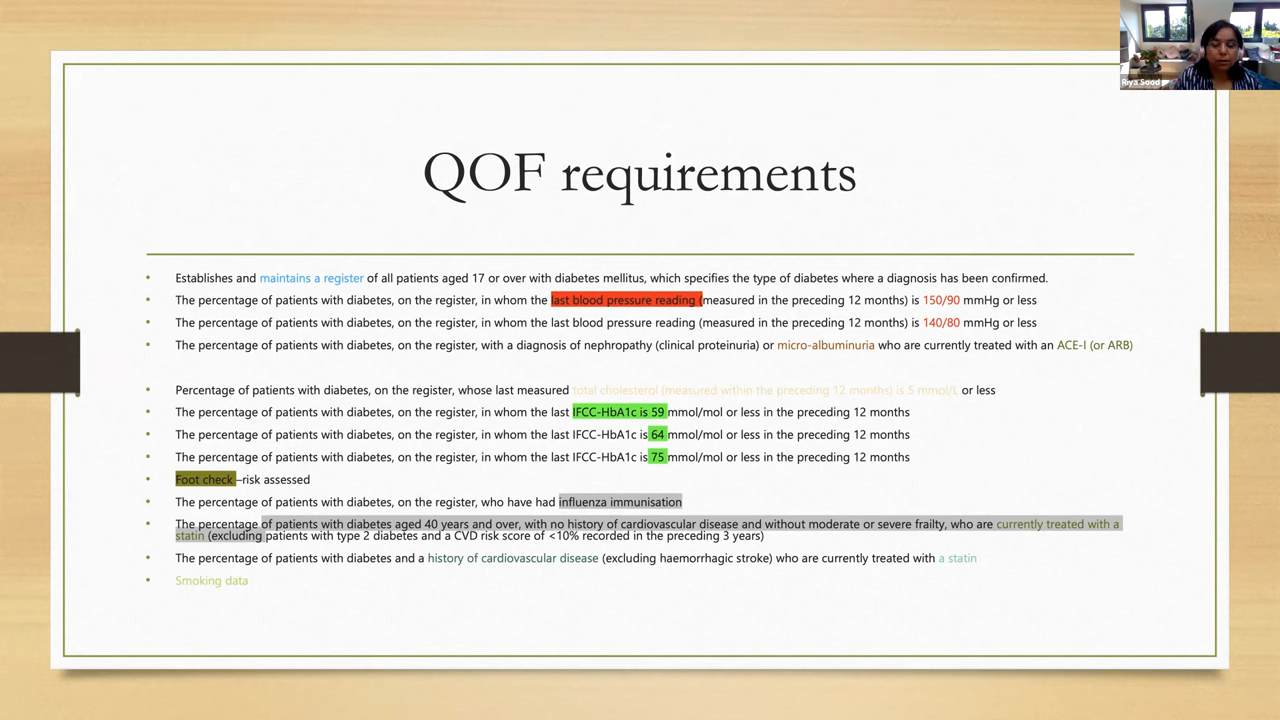 Riya Sood
QOF requirements
• Establishes and maintains a register of all patients aged 17 or over with diabetes mellitus, which specifies the type of diabetes where a diagnosis has been confirmed.
• The percentage of patients with diabetes, on the register, in whom the last blood pressure reading (measured in the preceding 12 months) is 150/90 mmHg or less
• The percentage of patients with diabetes, on the register, in whom the last blood pressure reading (measured in the preceding 12 months) is 140/80 mmHg or less
• The percentage of patients with diabetes, on the register, with a diagnosis of nephropathy (clinical proteinuria) or micro-albuminuria who are currently treated with an ACE-I (or ARB)
• Percentage of patients with diabetes, on the register, whose last measured total cholesterol (measured within the preceding 12 months) is 5 mmol/L or less
• The percentage of patients with diabetes, on the register, in whom the last IFCC-HbA1c is 59 mmol/mol or less in the preceding 12 months
• The percentage of patients with diabetes, on the register, in whom the last IFCC-HbA1c is 64 mmol/mol or less in the preceding 12 months
• The percentage of patients with diabetes, on the register, in whom the last IFCC-HbA1c is 75 mmol/mol or less in the preceding 12 months
• Foot check –risk assessed
• The percentage of patients with diabetes, on the register, who have had influenza immunisation
• The percentage of patients with diabetes aged 40 years and over, with no history of cardiovascular disease and without moderate or severe frailty, who are currently treated with a
statin (excluding patients with type 2 diabetes and a CVD risk score of <10% recorded in the preceding 3 years)
• The percentage of patients with diabetes and a history of cardiovascular disease (excluding haemorrhagic stroke) who are currently treated with a statin
• Smoking data